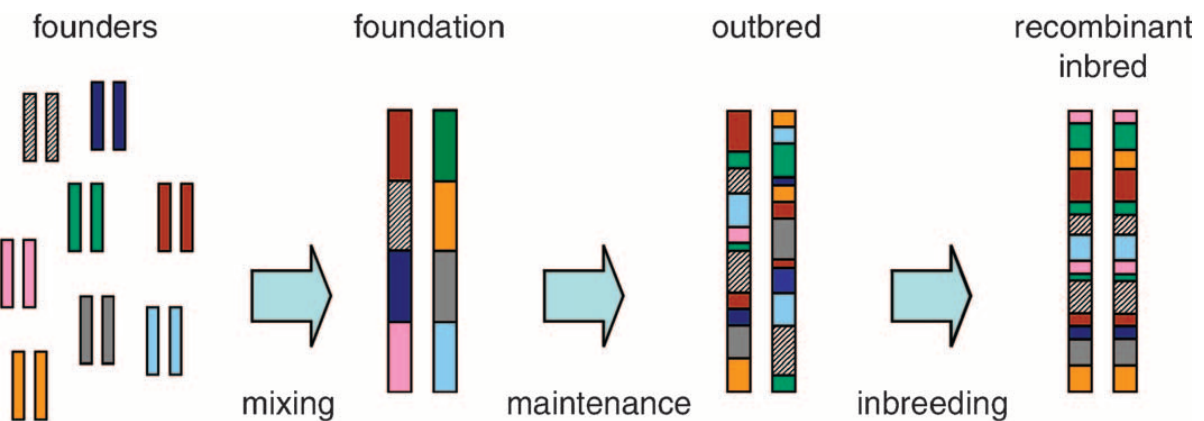 founders
foundation
outbred
recombinant
inbred
mixing
maintenance
inbreeding